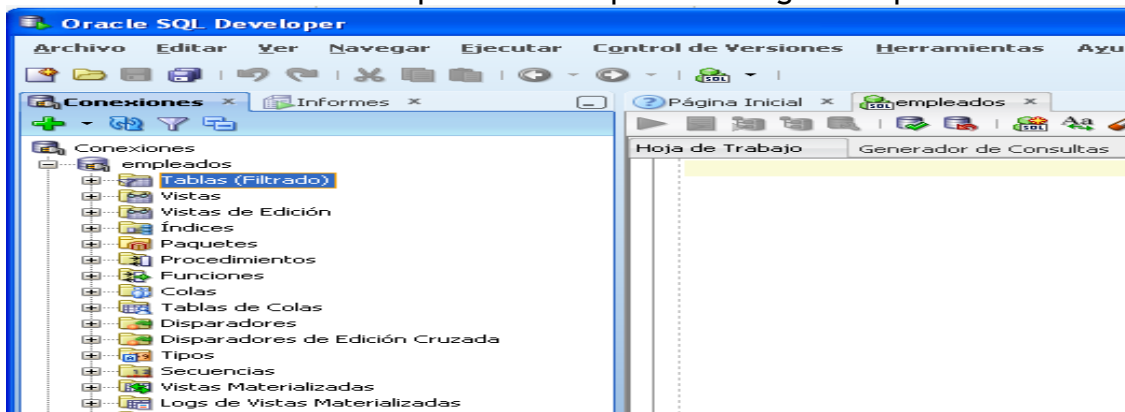 Oracle SQL Developer
Archivo Editar Ver Navegar Ejecutar Control de Versiones Herramientas Ayu
Conexiones Informes Página Inicial empleados
Conexiones Hoja de Trabajo Generador de Consultas
empleados
Tablas (Filtrado)
Vistas
Vistas de Edición
Índices
Paquetes
Procedimientos
Funciones
Colas
Tablas de Colas
Disparadores
Disparadores de Edición Cruzada
Tipos
Secuencias
Vistas Materializadas
Logs de Vistas Materializadas